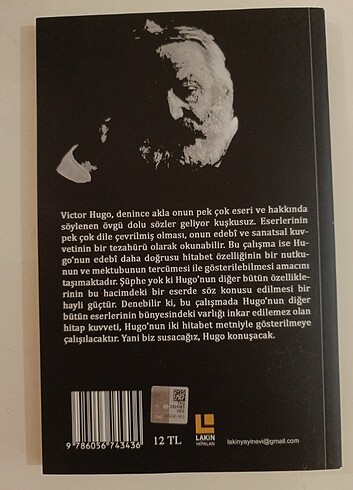 Victor Hugo, denince akla onun pek çok eseri ve hakkında
söylenen övgü dolu sözler geliyor kuşkusuz. Eserlerinin
pek çok dile çevrilmiş olması, onun edebî ve sanatsal kuv-
vetinin bir tezahürü olarak okunabilir. Bu çalışma ise Hu-
go'nun edebî daha doğrusu hitabet özelliğinin bir nutku-
nun ve mektubunun tercümesi ile gösterilebilmesi amacını
taşımaktadır. Şüphe yok ki Hugo'nun diğer bütün özellikle-
rinin bu hacimdeki bir eserde söz konusu edilmesi bir
hayli güçtür. Denebilir ki, bu çalışmada Hugo'nun diğer
bütün eserlerinin bünyesindeki varlığı inkar edilemez olan
hitap kuvveti, Hugo'nun iki hitabet metniyle gösterilmeye
çalışılacaktır. Yani biz susacağız, Hugo konuşacak.
9 786056 743436
12 TL
LAKİN
YAYINLARI
lakinyayinevi@gmail.com